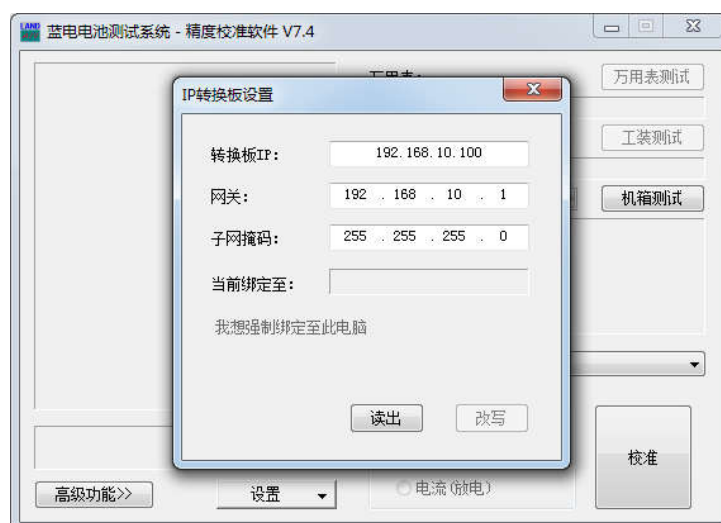 LAND 蓝电电池测试系统 - 精度校准软件 V7.4
万用表测试
IP转换板设置
工装测试
转换板IP: 192.168.10.100
网关: 192 . 168 . 10 . 1
机箱测试
子网掩码: 255 . 255 . 255 . 0
当前绑定至:
我想强制绑定至此电脑
读出 改写
校准
高级功能>> 设置 电流(放电)